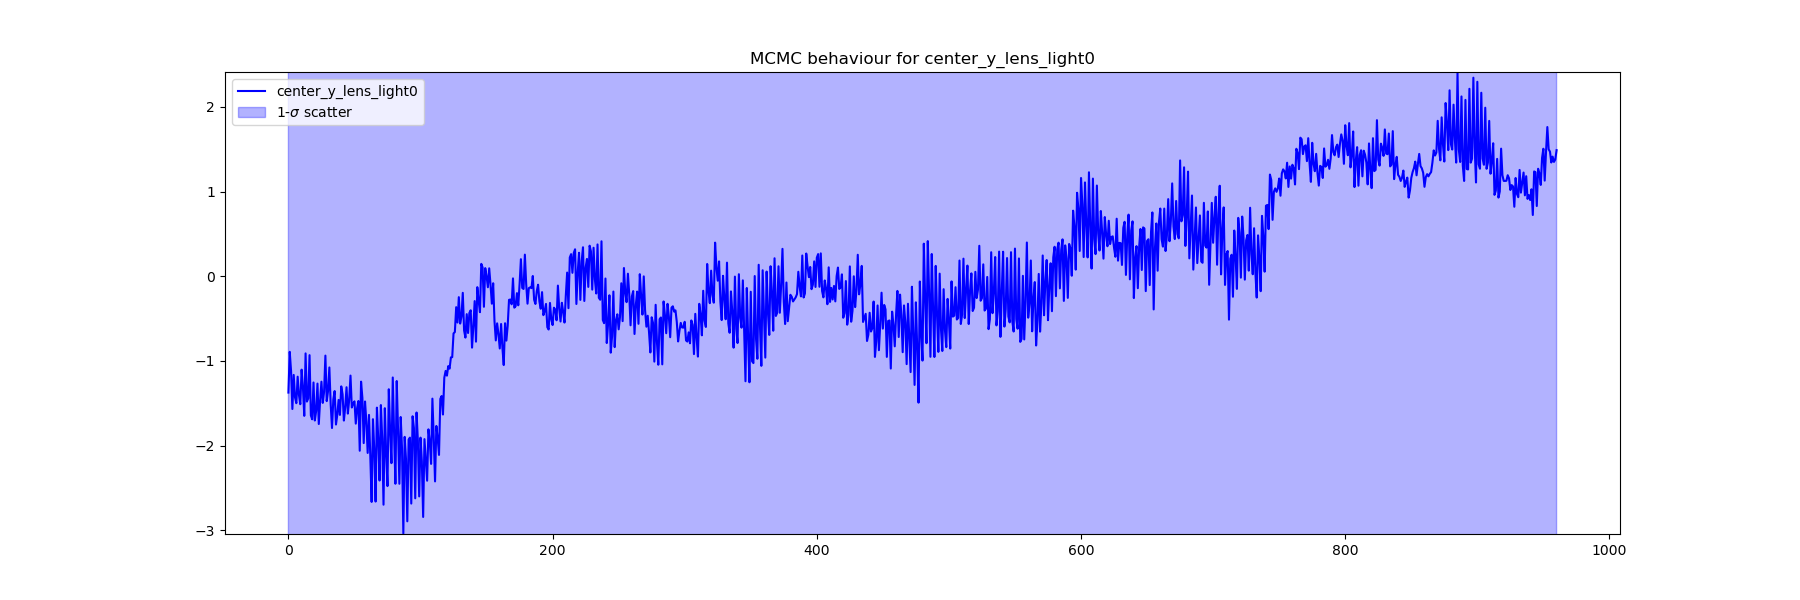 MCMC behaviour for center_y_lens_light0
center_y_lens_light0
1-σ scatter
2
1
0
−1
−2
−3
0 200 400 600 800 1000